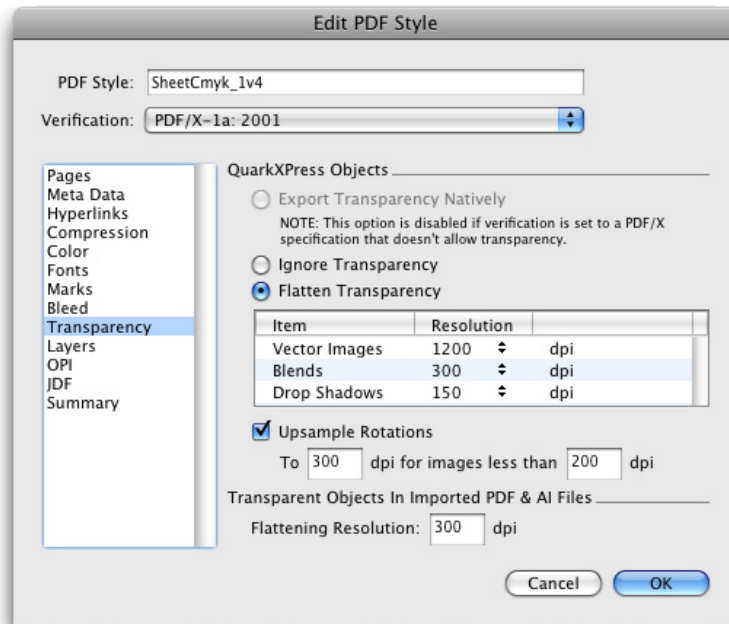 Edit PDF Style
PDF Style: SheetCmyk_1v4
Verification: PDF/X-1a: 2001
Pages
Meta Data
Hyperlinks
Compression
Color
Fonts
Marks
Bleed
Transparency
Layers
OPI
JDF
Summary
QuarkXPress Objects
Export Transparency Natively
NOTE: This option is disabled if verification is set to a PDF/X
specification that doesn't allow transparency.
Ignore Transparency
Flatten Transparency
Item Resolution
Vector Images 1200 dpi
Blends 300 dpi
Drop Shadows 150 dpi
Upsample Rotations
To 300 dpi for images less than 200 dpi
Transparent Objects In Imported PDF & AI Files
Flattening Resolution: 300 dpi
Cancel OK